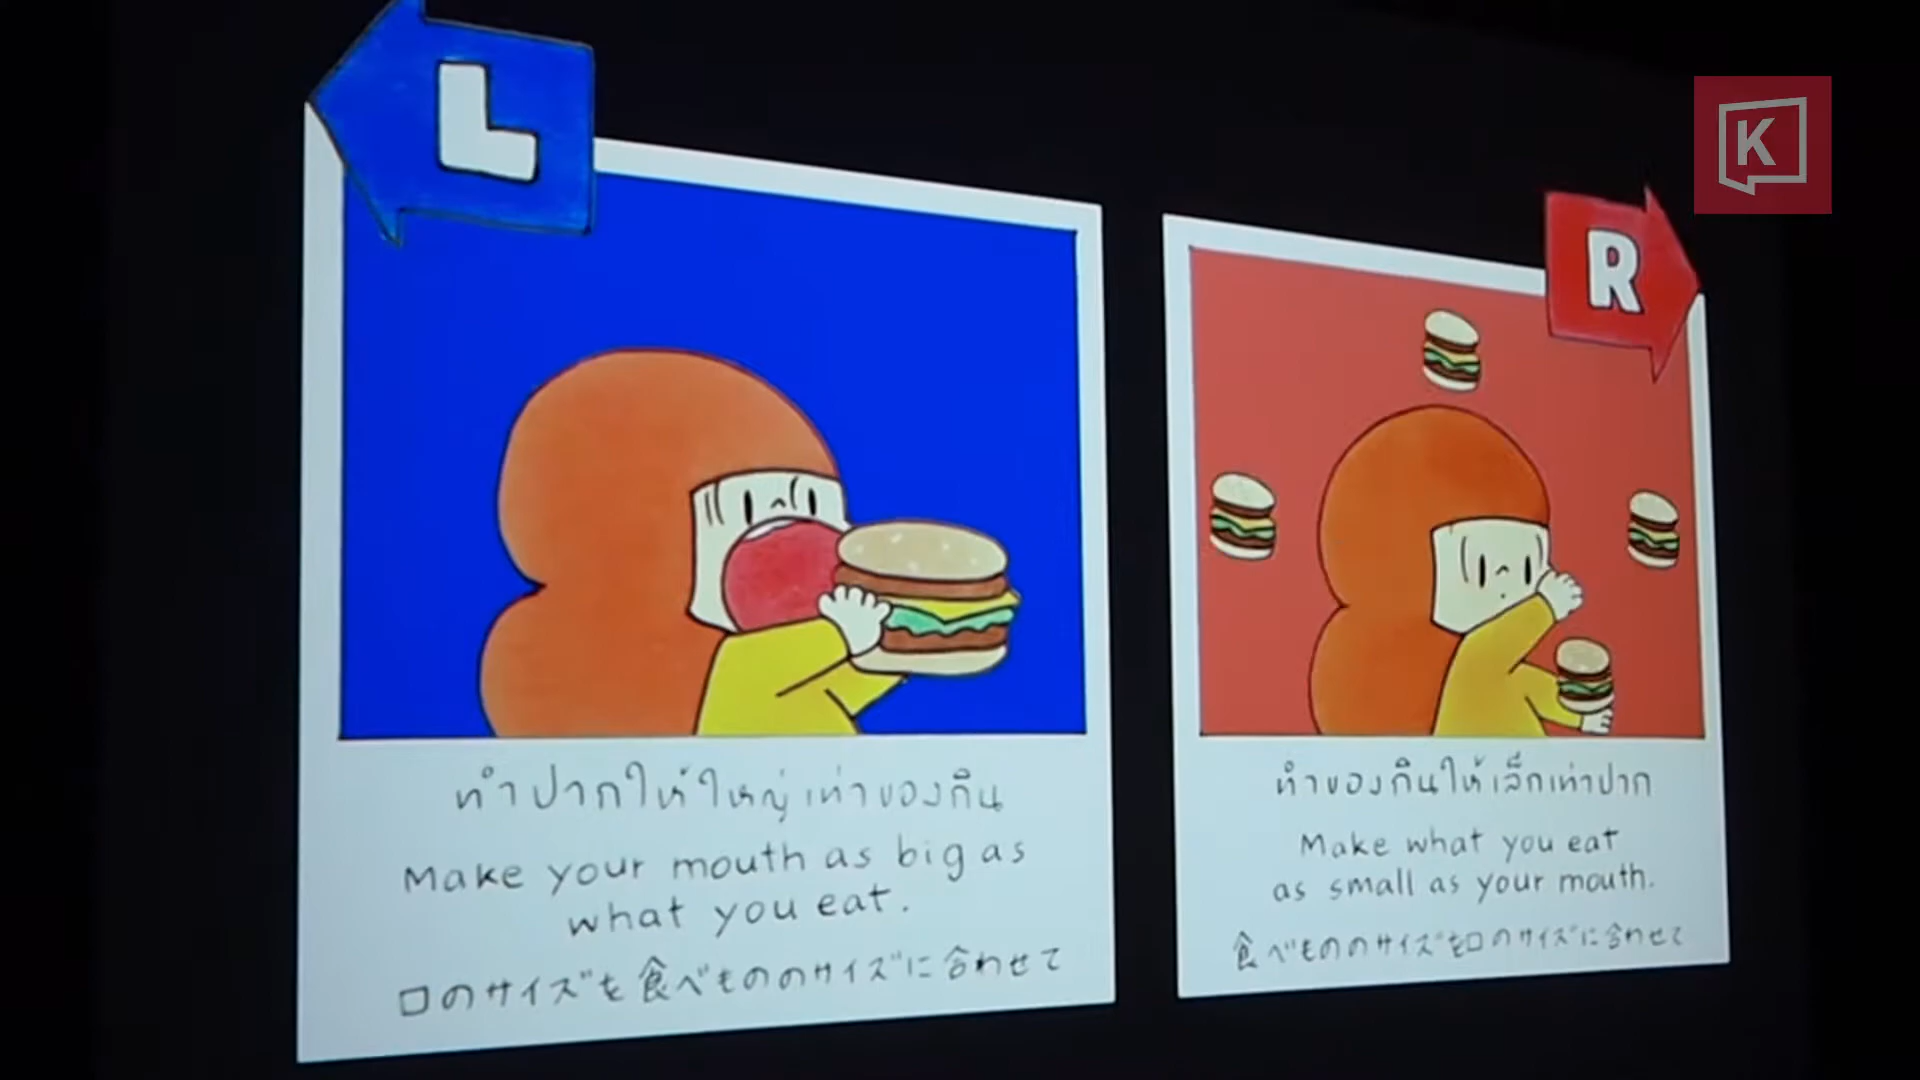 L
ทำปากให้ใหญ่เท่าของกิน
Make your mouth as big as
what you eat.
口のサイズを食べもののサイズに合わせて
R
ทำของกินให้เล็กเท่าปาก
Make what you eat
as small as your mouth.
食べもののサイズを口のサイズに合わせて
K